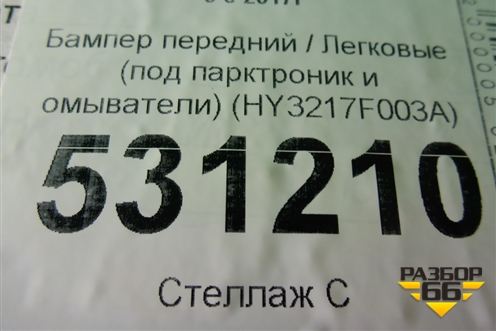 Бампер передний / Легковые
(под парктроник и
омыватели) (HY3217F003A)
531210
Стеллаж С
РАЗБОР
66